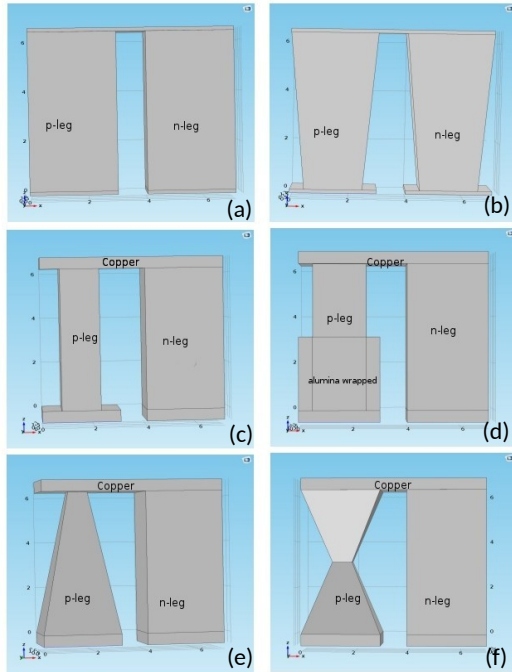 p-leg
n-leg
(a)
p-leg
n-leg
(b)
Copper
p-leg
n-leg
(c)
Copper
p-leg
n-leg
alumina wrapped
(d)
Copper
p-leg
n-leg
(e)
Copper
p-leg
n-leg
(f)